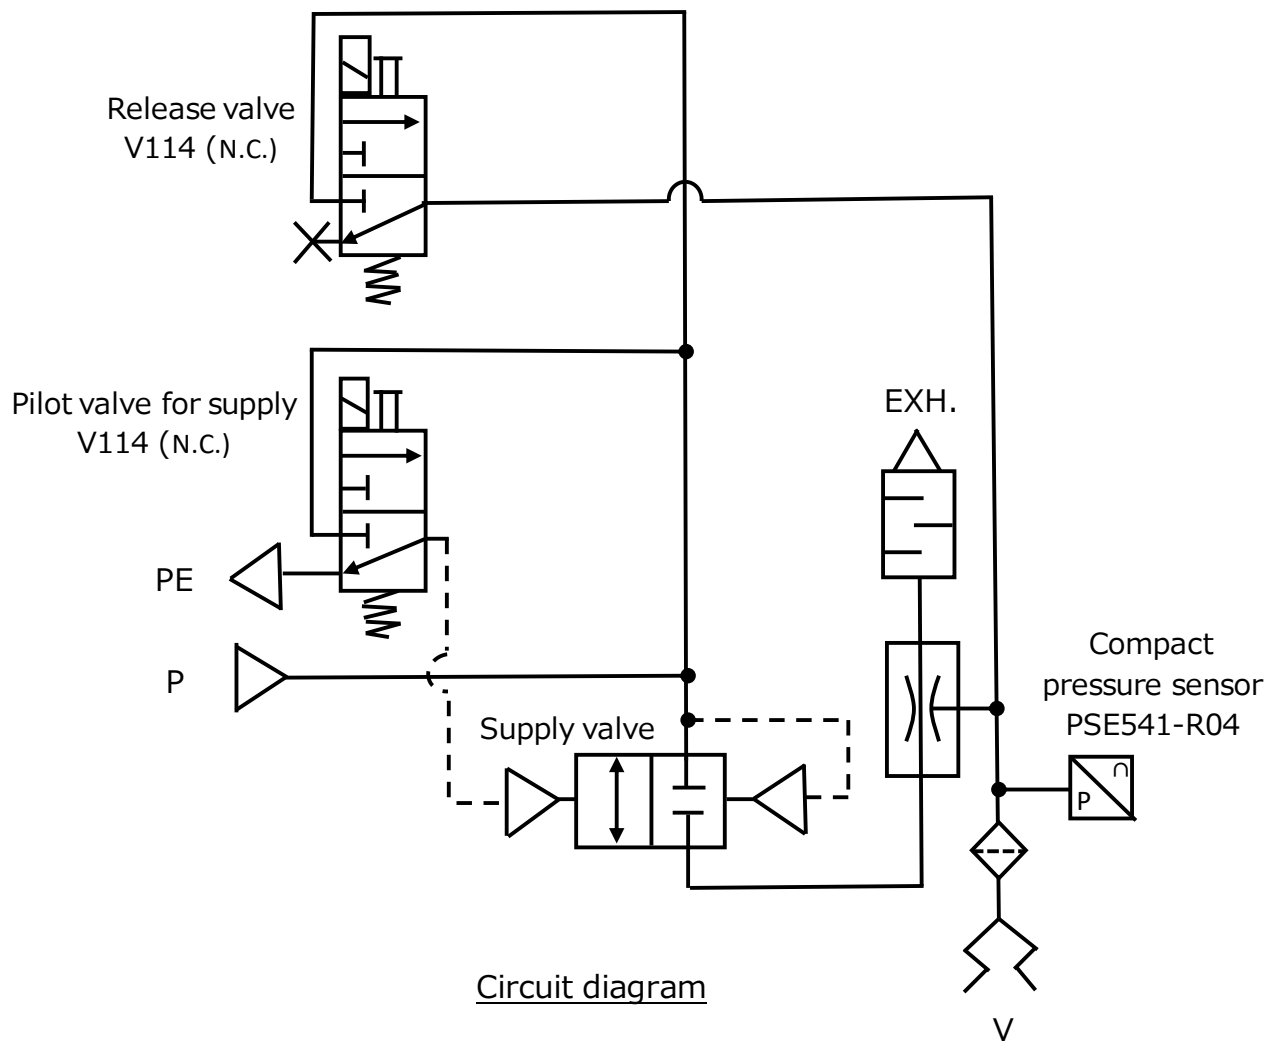 Release valve
V114 (N.C.)
Pilot valve for supply
V114 (N.C.)
EXH.
PE
P
Supply valve
Compact
pressure sensor
PSE541-R04
P
Circuit diagram
V